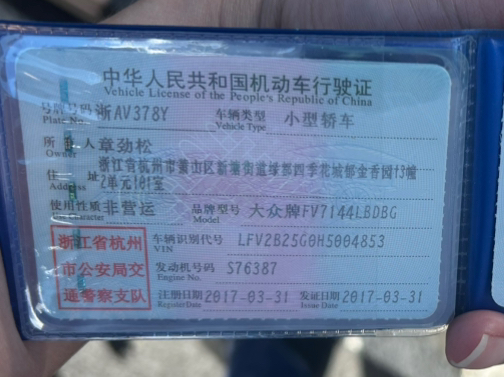 中华人民共和国机动车行驶证
Vehicle License of the People's Republic of China
号牌号码 浙AV378Y 车辆类型 小型轿车
Plate No. Vehicle Type
所有人 章劲松
Owner
浙江省杭州市萧山区新塘街道绿都四季花城郁金香园13幢
住址 2单元101室
Address
使用性质 非营运 品牌型号 大众牌FV7144LBDBG
Use Character Model
浙江省杭州 车辆识别代号 LFV2B25G0H5004853
VIN
市公安局交 发动机号码 S76387
Engine No.
通警察支队 注册日期 2017-03-31 发证日期 2017-03-31
Register Date Issue Date